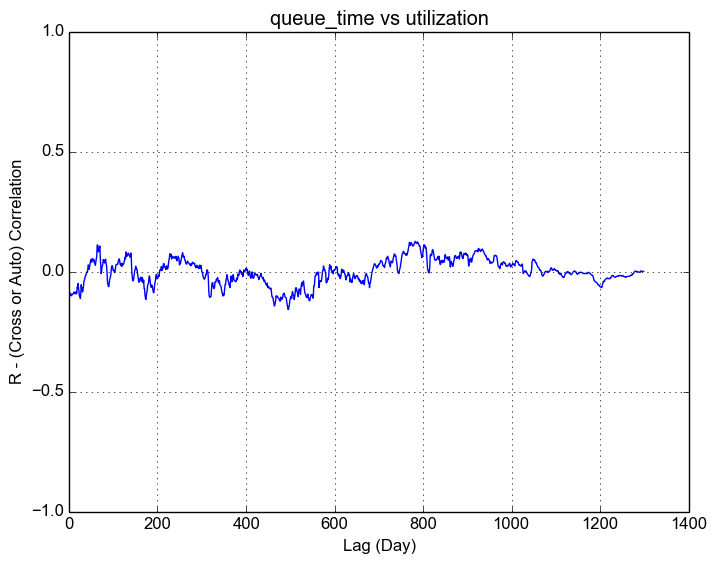 queue_time vs utilization
1.0
0.5
0.0
−0.5
−1.0
R - (Cross or Auto) Correlation
0 200 400 600 800 1000 1200 1400
Lag (Day)